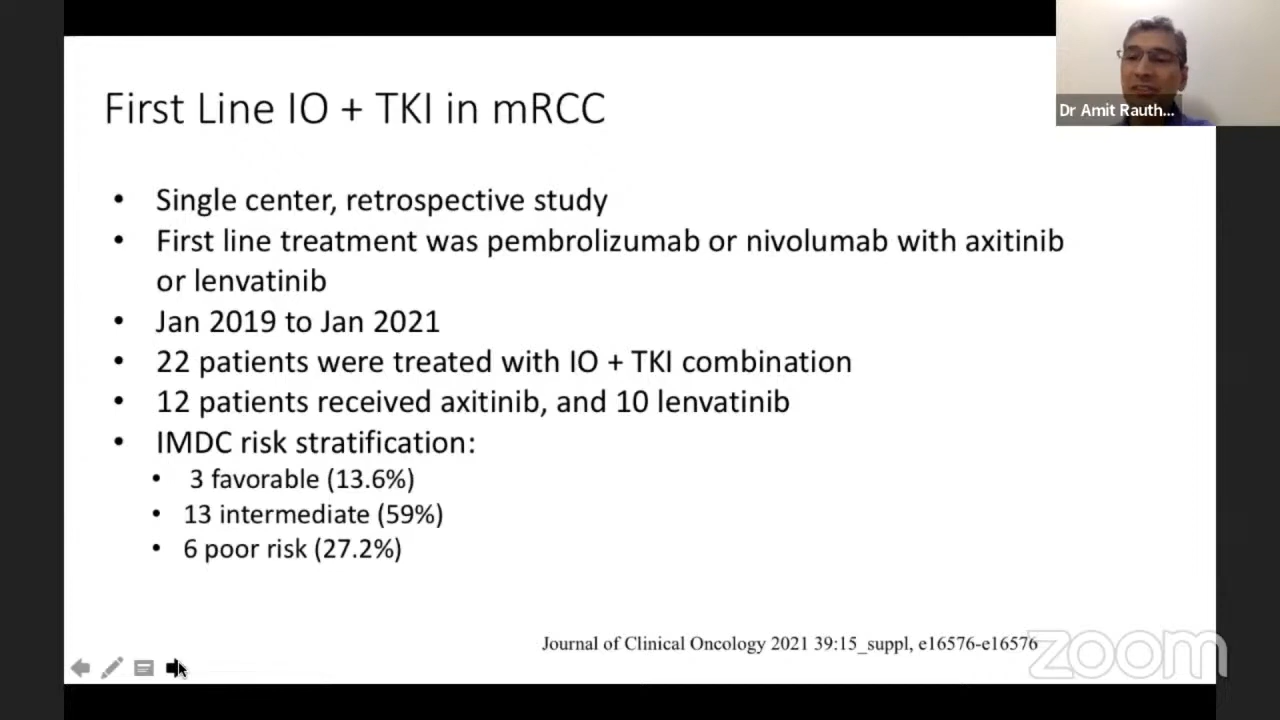 First Line IO + TKI in mRCC
Dr Amit Rauth...
• Single center, retrospective study
• First line treatment was pembrolizumab or nivolumab with axitinib
or lenvatinib
• Jan 2019 to Jan 2021
• 22 patients were treated with IO + TKI combination
• 12 patients received axitinib, and 10 lenvatinib
• IMDC risk stratification:
• 3 favorable (13.6%)
• 13 intermediate (59%)
• 6 poor risk (27.2%)
Journal of Clinical Oncology 2021 39:15_suppl, e16576-e16576
zoom